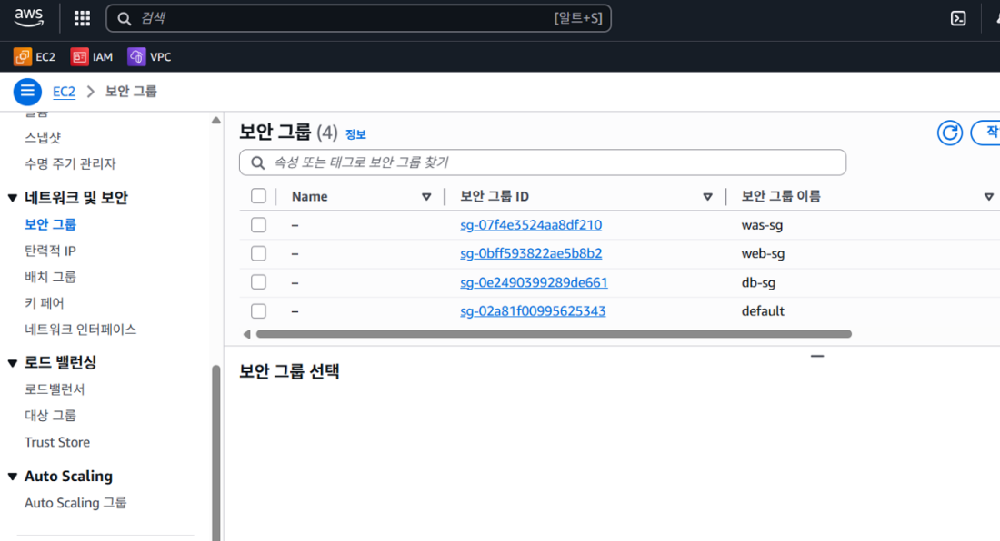 aws
검색
[알트+S]
EC2
IAM
VPC
EC2 > 보안 그룹
볼륨
스냅샷
수명 주기 관리자
네트워크 및 보안
보안 그룹
탄력적 IP
배치 그룹
키 페어
네트워크 인터페이스
로드 밸런싱
로드밸런서
대상 그룹
Trust Store
Auto Scaling
Auto Scaling 그룹
보안 그룹 (4) 정보
작
속성 또는 태그로 보안 그룹 찾기
Name 보안 그룹 ID 보안 그룹 이름
– sg-07f4e3524aa8df210 was-sg
– sg-0bff593822ae5b8b2 web-sg
– sg-0e2490399289de661 db-sg
– sg-02a81f00995625343 default
보안 그룹 선택